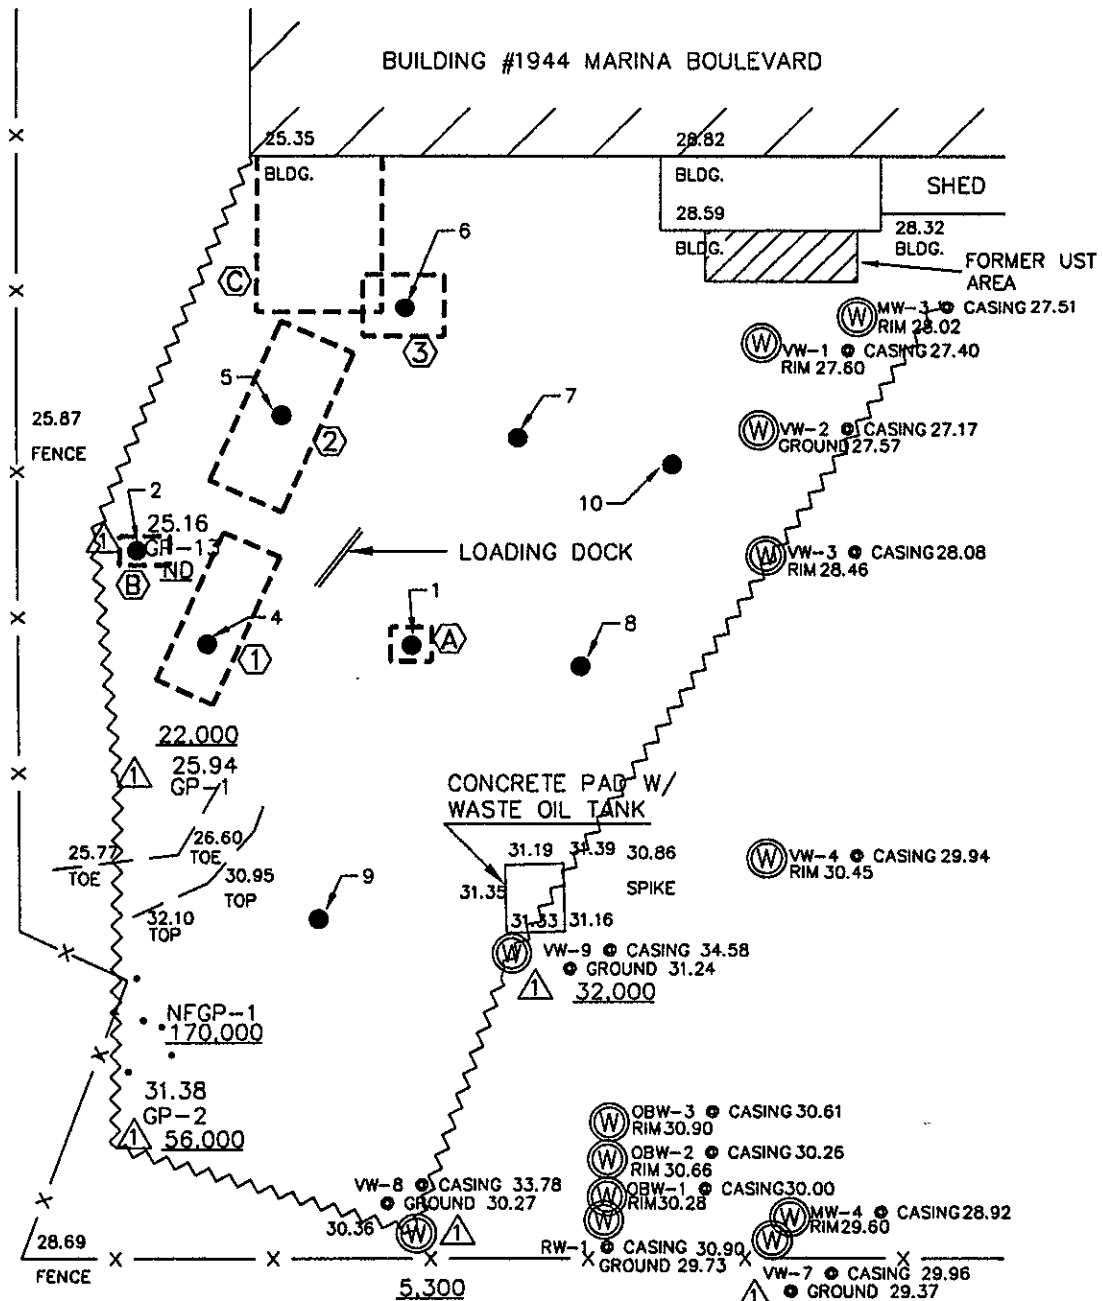 BUILDING #1944 MARINA BOULEVARD
25.35
BLDG.
28.82
BLDG.
SHED
28.59
BLDG.
28.32
BLDG.
FORMER UST
AREA
C
6
3
MW-3 CASING 27.51
RIM 28.02
W
W
VW-1 CASING 27.40
RIM 27.60
5
2
7
25.87
FENCE
W
VW-2 CASING 27.17
GROUND 27.57
10
2
25.16
GP-13
ND
1
B
LOADING DOCK
W
VW-3 CASING 28.08
RIM 28.46
4
1
1
A
8
22,000
25.94
GP-1
1
CONCRETE PAD W/
WASTE OIL TANK
25.77
TOE
26.60
TOE
30.95
TOP
32.10
TOP
31.19 31.39 30.86
SPIKE
31.35
31.33 31.16
W
VW-4 CASING 29.94
RIM 30.45
9
W
VW-9 CASING 34.58
GROUND 31.24
1
32,000
NFGP-1
170,000
31.38
GP-2
1
56,000
W
OBW-3 CASING 30.61
RIM 30.90
W
OBW-2 CASING 30.26
RIM 30.66
W
OBW-1 CASING 30.00
RIM 30.28
VW-8 CASING 33.78
GROUND 30.27
30.36
W
1
W
RW-1 CASING 30.90
GROUND 29.73
W
MW-4 CASING 28.92
RIM 29.60
W
28.69
FENCE
5,300
VW-7 CASING 29.96
GROUND 29.37
1